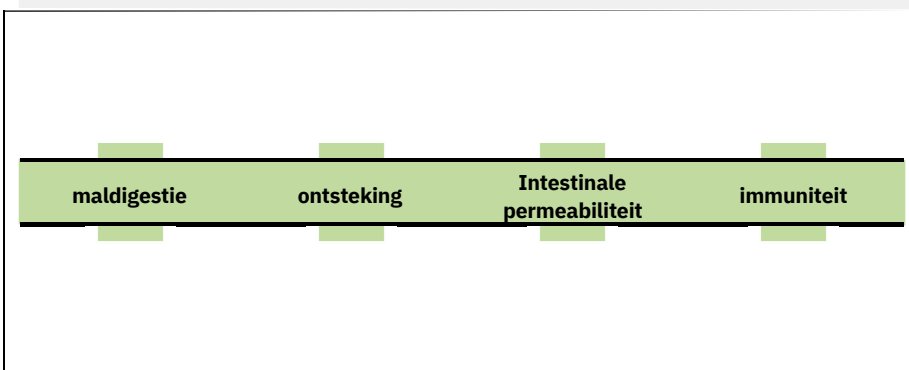 maldigestie
ontsteking
Intestinale
permeabiliteit
immuniteit